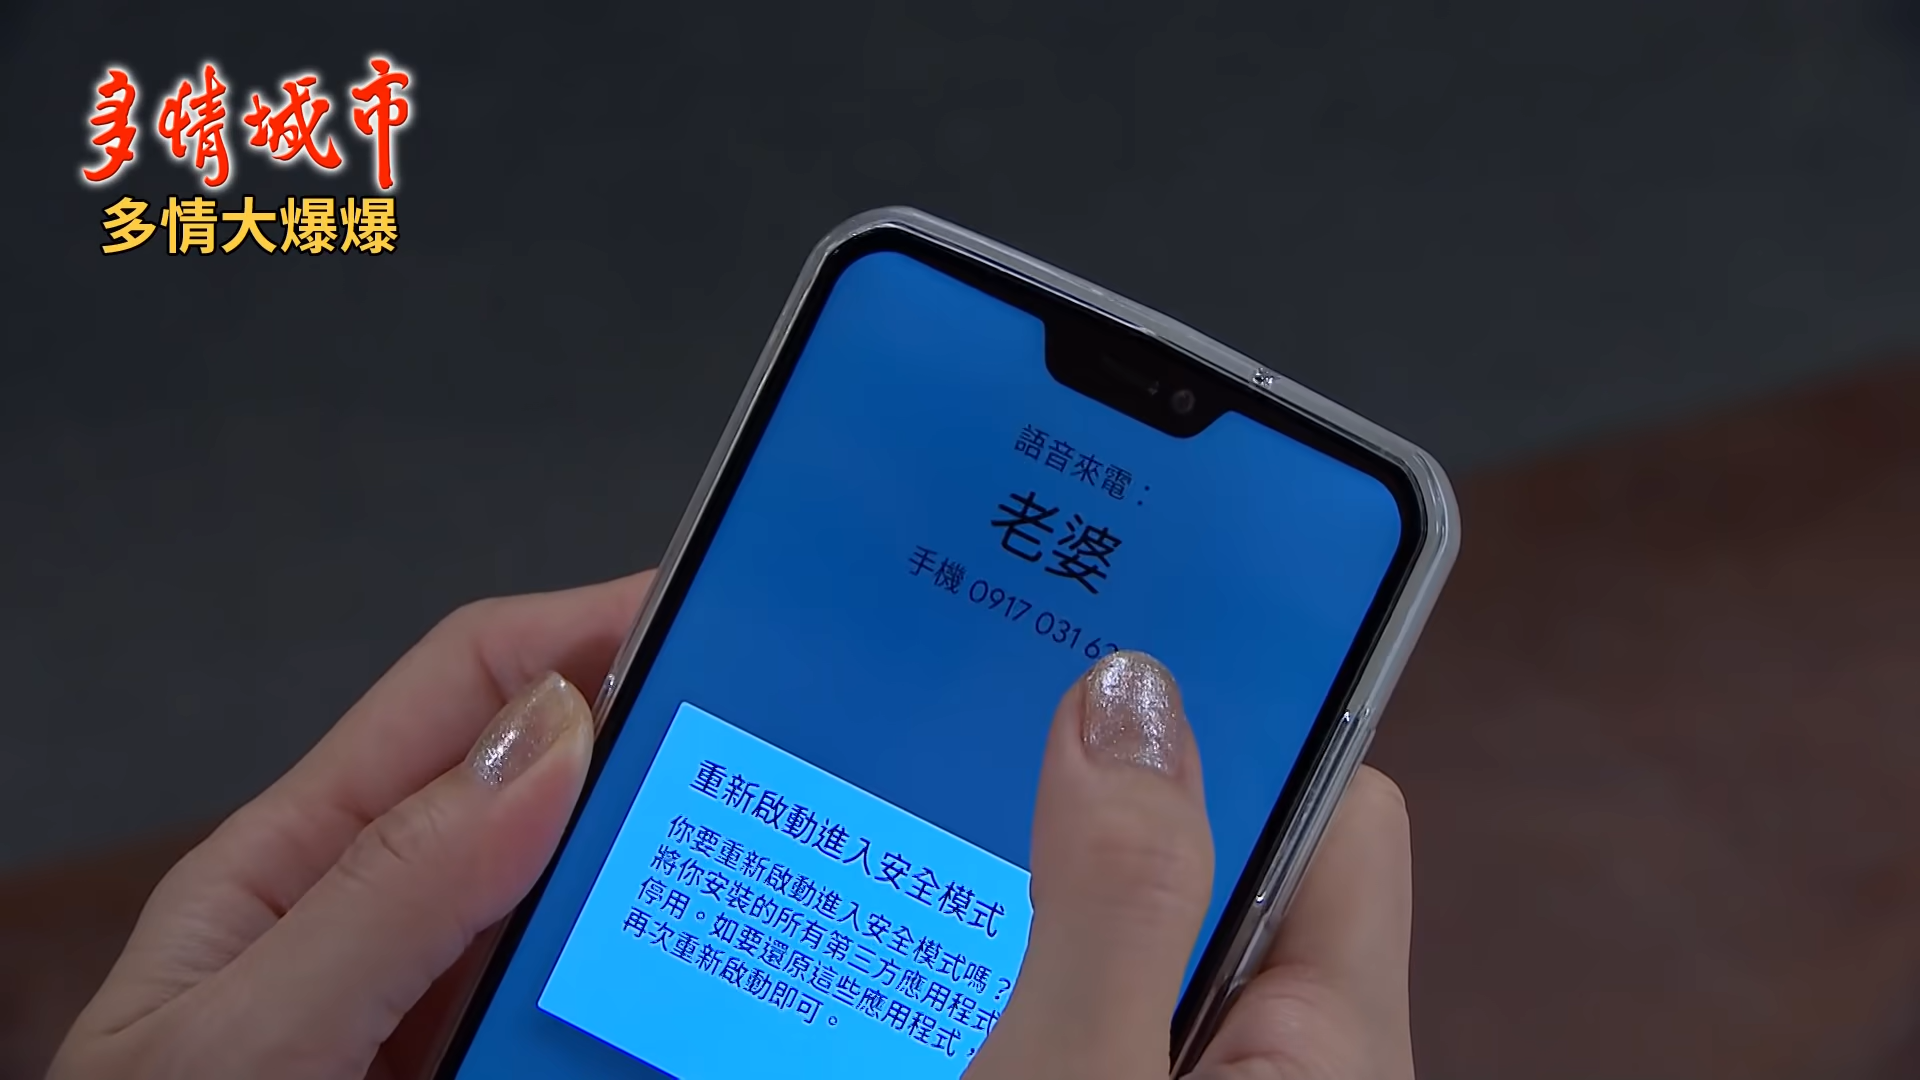 多情城市
多情大爆爆
語音來電：
老婆
手機 0917 031 62
重新啟動進入安全模式
你要重新啟動進入安全模式嗎？
將你安裝的所有第三方應用程式
停用。如要還原這些應用程式，
再次重新啟動即可。